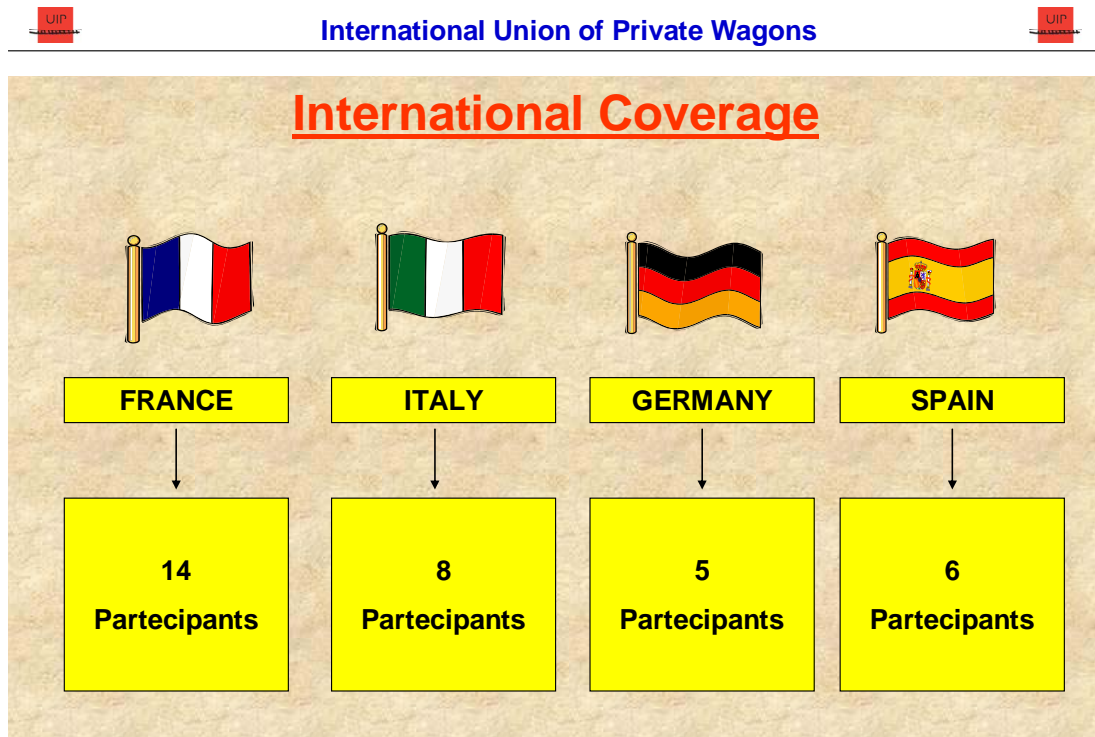 UIP
International Union of Private Wagons
UIP
International Coverage
FRANCE
ITALY
GERMANY
SPAIN
14
Partecipants
8
Partecipants
5
Partecipants
6
Partecipants